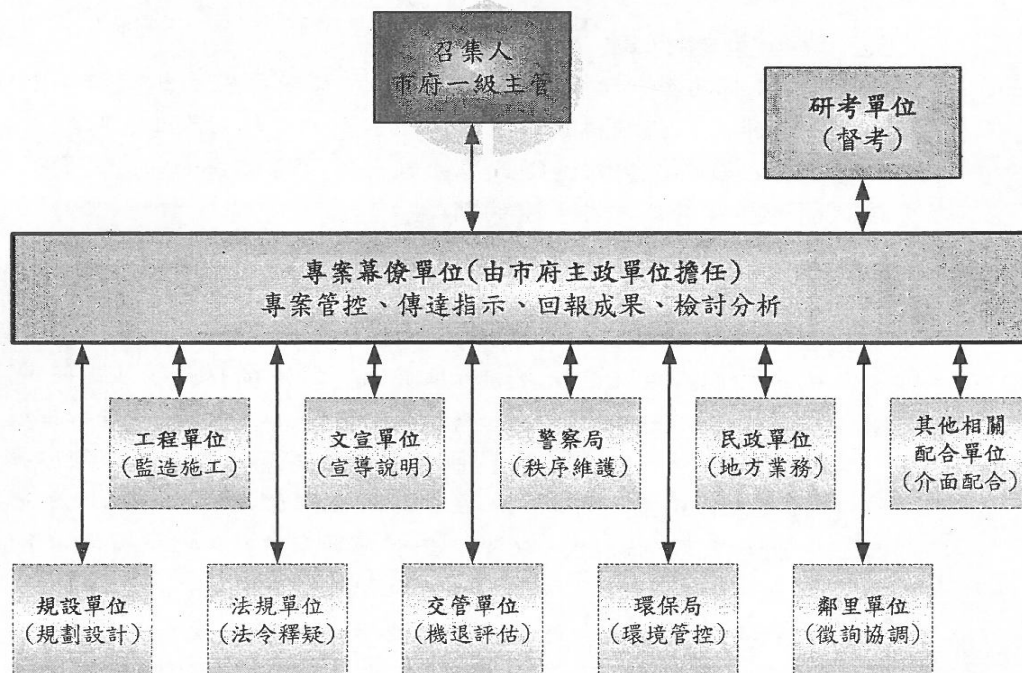 召集人
市府一級主管
研考單位
(督考)
專案幕僚單位(由市府主政單位擔任)
專案管控、傳達指示、回報成果、檢討分析
工程單位
(監造施工)
文宣單位
(宣導說明)
警察局
(秩序維護)
民政單位
(地方業務)
其他相關
配合單位
(介面配合)
規設單位
(規劃設計)
法規單位
(法令釋疑)
交管單位
(機退評估)
環保局
(環境管控)
鄰里單位
(徵詢協調)